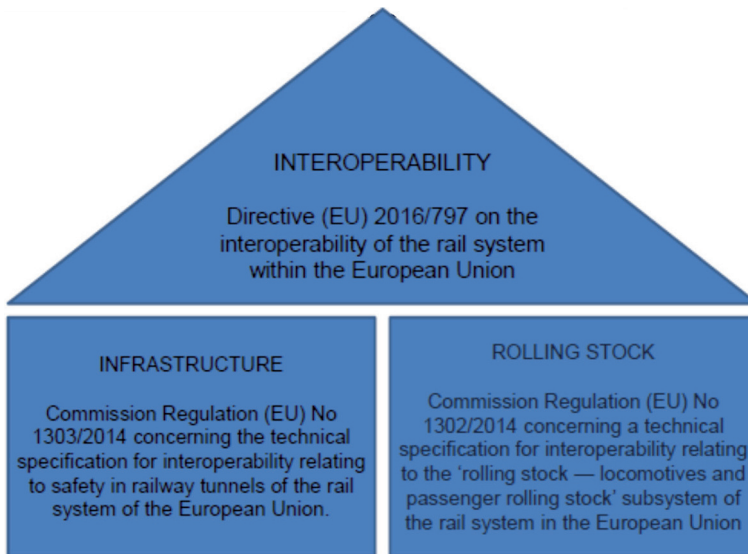 INTEROPERABILITY
Directive (EU) 2016/797 on the
interoperability of the rail system
within the European Union
INFRASTRUCTURE
Commission Regulation (EU) No
1303/2014 concerning the technical
specification for interoperability relating
to safety in railway tunnels of the rail
system of the European Union.
ROLLING STOCK
Commission Regulation (EU) No
1302/2014 concerning a technical
specification for interoperability relating
to the ‘rolling stock — locomotives and
passenger rolling stock’ subsystem of
the rail system in the European Union